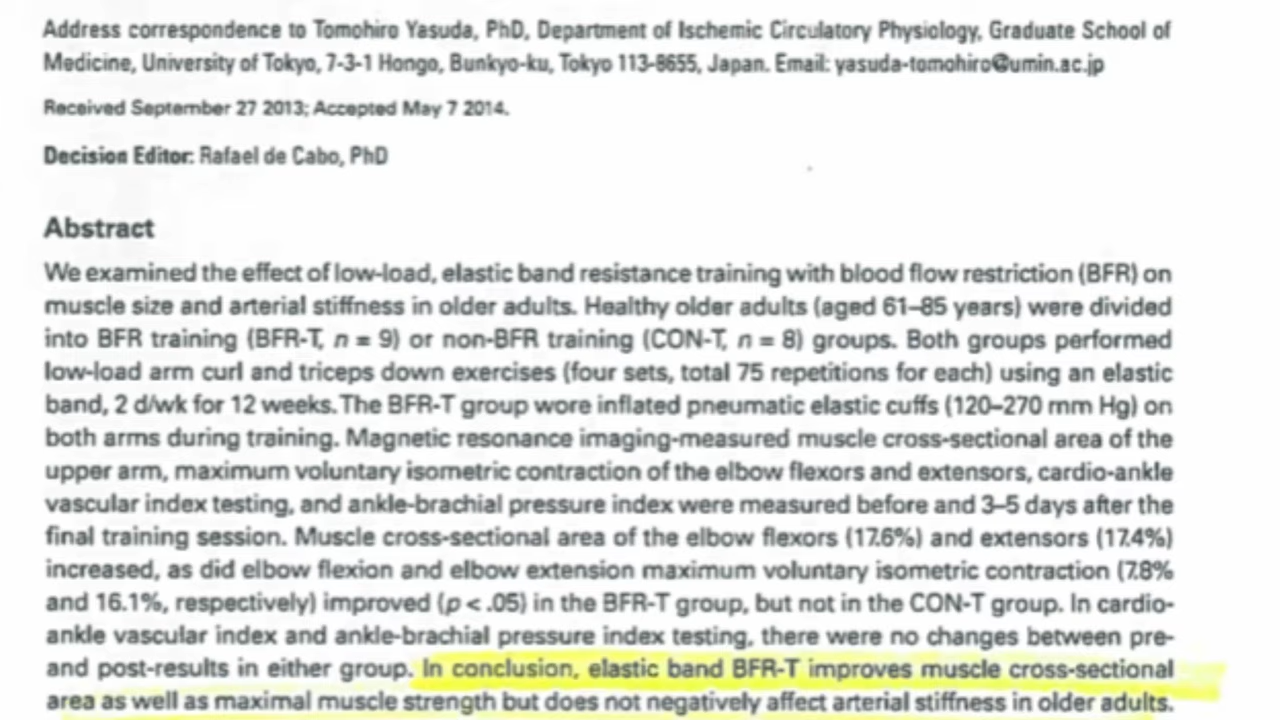 Address correspondence to Tomohiro Yasuda, PhD, Department of Ischemic Circulatory Physiology, Graduate School of
Medicine, University of Tokyo, 7-3-1 Hongo, Bunkyo-ku, Tokyo 113-8655, Japan. Email: yasuda-tomohiro@umin.ac.jp
Received September 27 2013; Accepted May 7 2014.
Decision Editor: Rafael de Cabo, PhD
Abstract
We examined the effect of low-load, elastic band resistance training with blood flow restriction (BFR) on
muscle size and arterial stiffness in older adults. Healthy older adults (aged 61–85 years) were divided
into BFR training (BFR-T, n = 9) or non-BFR training (CON-T, n = 8) groups. Both groups performed
low-load arm curl and triceps down exercises (four sets, total 75 repetitions for each) using an elastic
band, 2 d/wk for 12 weeks. The BFR-T group wore inflated pneumatic elastic cuffs (120–270 mm Hg) on
both arms during training. Magnetic resonance imaging-measured muscle cross-sectional area of the
upper arm, maximum voluntary isometric contraction of the elbow flexors and extensors, cardio-ankle
vascular index testing, and ankle-brachial pressure index were measured before and 3–5 days after the
final training session. Muscle cross-sectional area of the elbow flexors (17.6%) and extensors (17.4%)
increased, as did elbow flexion and elbow extension maximum voluntary isometric contraction (7.8%
and 16.1%, respectively) improved (p < .05) in the BFR-T group, but not in the CON-T group. In cardio-
ankle vascular index and ankle-brachial pressure index testing, there were no changes between pre-
and post-results in either group. In conclusion, elastic band BFR-T improves muscle cross-sectional
area as well as maximal muscle strength but does not negatively affect arterial stiffness in older adults.